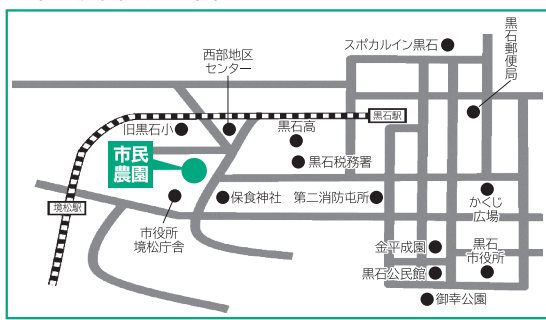 スポカルイン黒石
黒石
郵便局
西部地区
センター
黒石駅
旧黒石小
黒石高
市民
農園
黒石税務署
境松駅
保食神社
第二消防屯所
かくじ
広場
市役所
境松庁舎
金平成園
黒石
市役所
黒石公民館
御幸公園